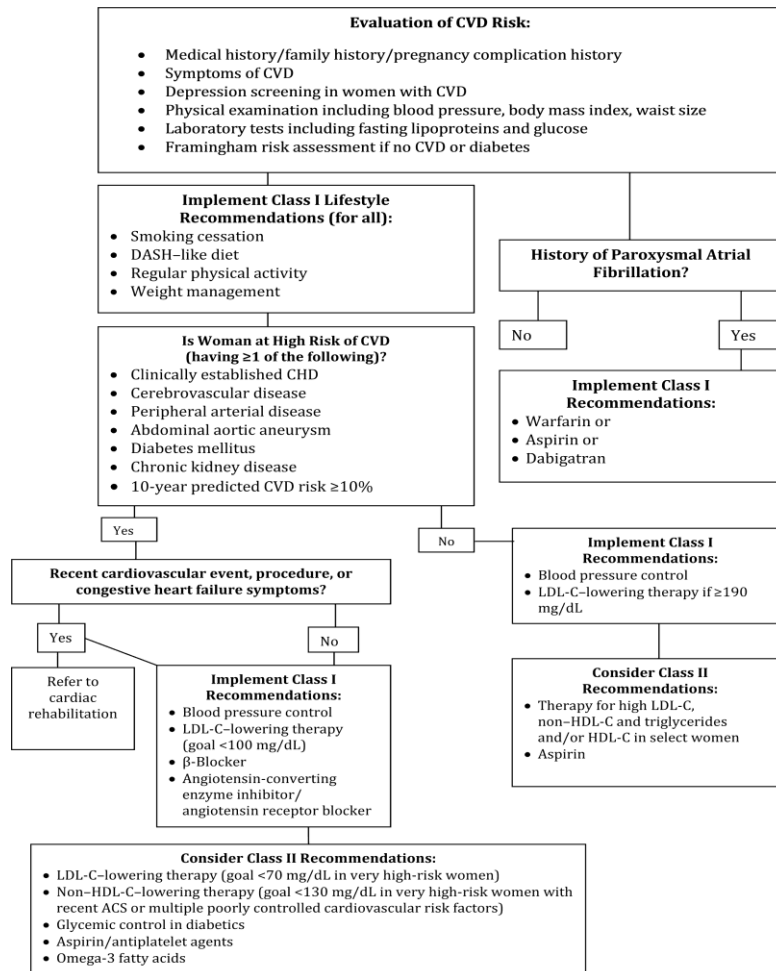 Evaluation of CVD Risk:
• Medical history/family history/pregnancy complication history
• Symptoms of CVD
• Depression screening in women with CVD
• Physical examination including blood pressure, body mass index, waist size
• Laboratory tests including fasting lipoproteins and glucose
• Framingham risk assessment if no CVD or diabetes
Implement Class I Lifestyle
Recommendations (for all):
• Smoking cessation
• DASH–like diet
• Regular physical activity
• Weight management
History of Paroxysmal Atrial
Fibrillation?
No
Yes
Implement Class I
Recommendations:
• Warfarin or
• Aspirin or
• Dabigatran
Is Woman at High Risk of CVD
(having ≥1 of the following)?
• Clinically established CHD
• Cerebrovascular disease
• Peripheral arterial disease
• Abdominal aortic aneurysm
• Diabetes mellitus
• Chronic kidney disease
• 10-year predicted CVD risk ≥10%
Yes
No
Implement Class I
Recommendations:
• Blood pressure control
• LDL-C–lowering therapy if ≥190
mg/dL
Recent cardiovascular event, procedure, or
congestive heart failure symptoms?
Yes
No
Refer to
cardiac
rehabilitation
Implement Class I
Recommendations:
• Blood pressure control
• LDL-C–lowering therapy
(goal <100 mg/dL)
• β-Blocker
• Angiotensin-converting
enzyme inhibitor/
angiotensin receptor blocker
Consider Class II
Recommendations:
• Therapy for high LDL-C,
non–HDL-C and triglycerides
and/or HDL-C in select women
• Aspirin
Consider Class II Recommendations:
• LDL-C–lowering therapy (goal <70 mg/dL in very high-risk women)
• Non–HDL-C–lowering therapy (goal <130 mg/dL in very high-risk women with
recent ACS or multiple poorly controlled cardiovascular risk factors)
• Glycemic control in diabetics
• Aspirin/antiplatelet agents
• Omega-3 fatty acids